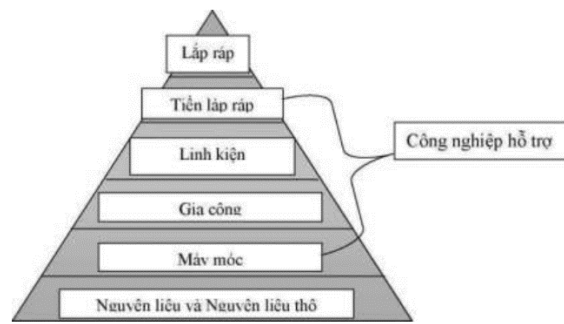 Lắp ráp
Tiền lắp ráp
Công nghiệp hỗ trợ
Linh kiện
Gia công
Máy móc
Nguyên liệu và Nguyên liệu thô